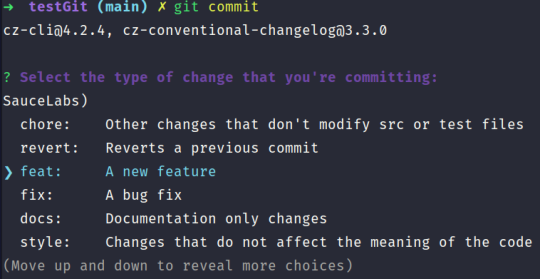 → testGit (main) ✗ git commit
cz-cli@4.2.4, cz-conventional-changelog@3.3.0
? Select the type of change that you're committing:
SauceLabs)
chore: Other changes that don't modify src or test files
revert: Reverts a previous commit
❯ feat: A new feature
fix: A bug fix
docs: Documentation only changes
style: Changes that do not affect the meaning of the code
(Move up and down to reveal more choices)